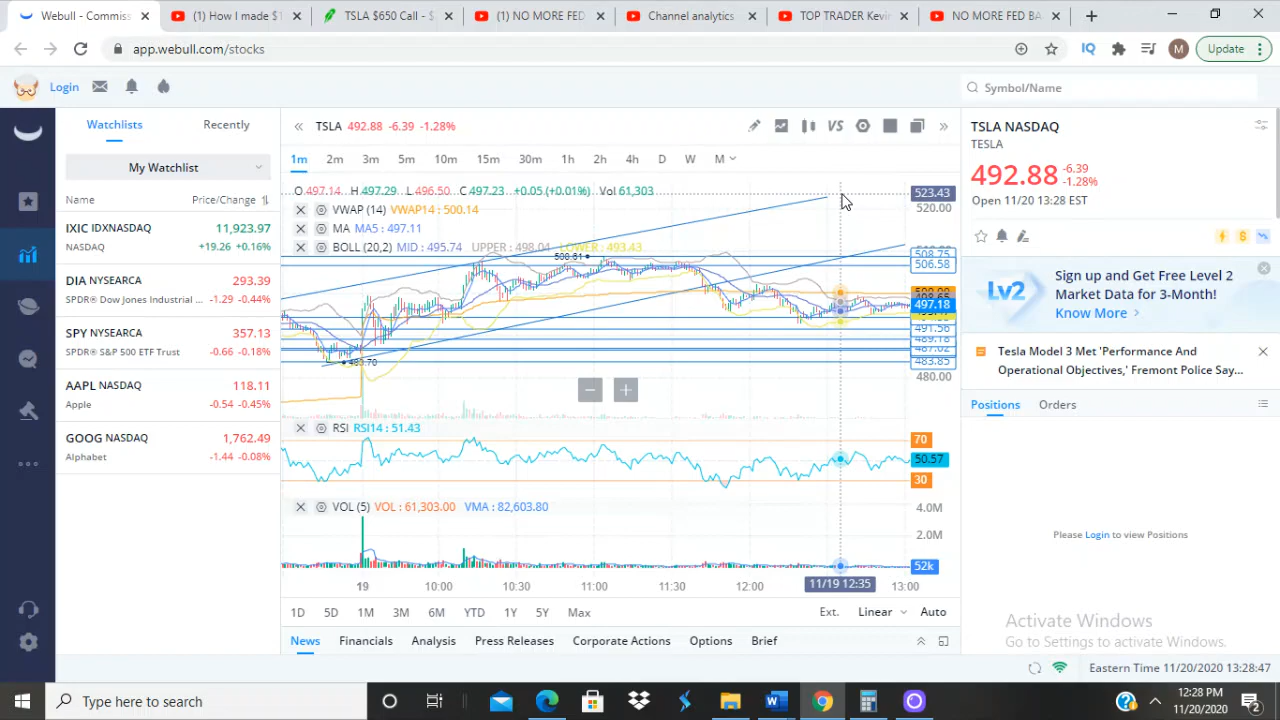 Webull - Commiss
(1) How I made $1
TSLA $650 Call - $
(1) NO MORE FED
Channel analytics
TOP TRADER Kevin
NO MORE FED BA
app.webull.com/stocks
IQ
M
Update
Login
Symbol/Name
Watchlists
Recently
My Watchlist
Name
Price
Change
IXIC IDXNASDAQ
11,923.97
NASDAQ
+19.26 +0.16%
DIA NYSEARCA
293.39
SPDR® Dow Jones Industrial ...
-1.29 -0.44%
SPY NYSEARCA
357.13
SPDR® S&P 500 ETF Trust
-0.66 -0.18%
AAPL NASDAQ
118.11
Apple
-0.54 -0.45%
GOOG NASDAQ
1,762.49
Alphabet
-1.44 -0.08%
TSLA 492.88 -6.39 -1.28%
VS
1m 2m 3m 5m 10m 15m 30m 1h 2h 4h D W M
O 497.14 H 497.29 L 496.50 C 497.23 +0.05 (+0.01%) Vol 61,303
VWAP (14) VWAP14 : 500.14
MA MA5 : 497.11
BOLL (20,2) MID : 495.74 UPPER : 498.04 LOWER : 493.43
508.61
483.70
523.43
520.00
508.75
506.58
497.18
491.56
489.18
487.02
483.85
480.00
RSI RSI14 : 51.43
70
50.57
30
VOL (5) VOL : 61,303.00 VMA : 82,603.80
4.0M
2.0M
52k
19 10:00 10:30 11:00 11:30 12:00 11/19 12:35 13:00
1D 5D 1M 3M 6M YTD 1Y 5Y Max
Ext. Linear Auto
News Financials Analysis Press Releases Corporate Actions Options Brief
TSLA NASDAQ
TESLA
492.88 -6.39
-1.28%
Open 11/20 13:28 EST
Lv2
Sign up and Get Free Level 2
Market Data for 3-Month!
Know More >
Tesla Model 3 Met 'Performance And
Operational Objectives,' Fremont Police Say...
Positions
Orders
Please Login to view Positions
Activate Windows
Go to Settings to activate Windows.
Eastern Time 11/20/2020 13:28:47
Type here to search
12:28 PM
11/20/2020
2